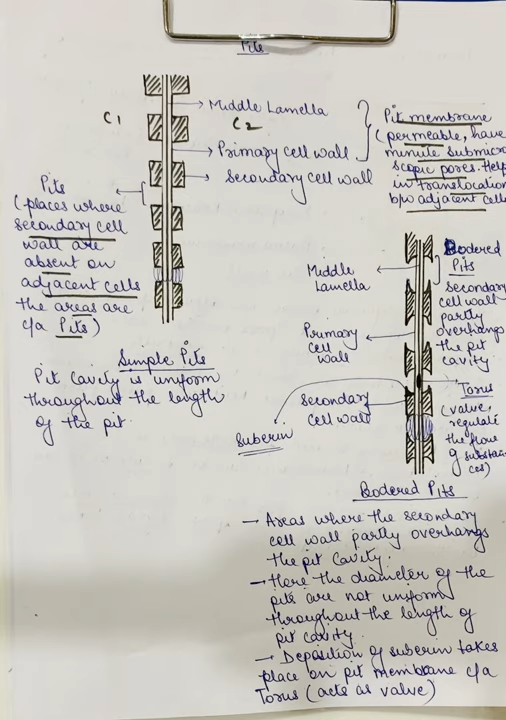 Pits
Middle Lamella
C1
C2
Primary cell wall
Secondary cell wall
Pit membrane
(permeable, have
minute submicro
scopic pores. Help
in translocation
b/w adjacent cells
Pits
(places where
secondary cell
wall are
absent on
adjacent cells
the areas are
c/a Pits)
Simple Pits
Pit Cavity is uniform
throughout the length
of the pit.
Bodered
Pits
secondary
cell wall
partly
overhangs
the pit
cavity
Middle
Lamella
Primary
cell
wall
Secondary
cell wall
Suberin
Torus
(valve,
regulate
the flow
of substan
ces)
Bodered Pits
- Areas where the secondary
cell wall partly overhangs
the pit cavity.
- Here the diameter of the
pits are not uniform
throughout the length of
pit cavity.
- Deposition of suberin takes
place on pit membrane c/a
Torus (acts as valve)